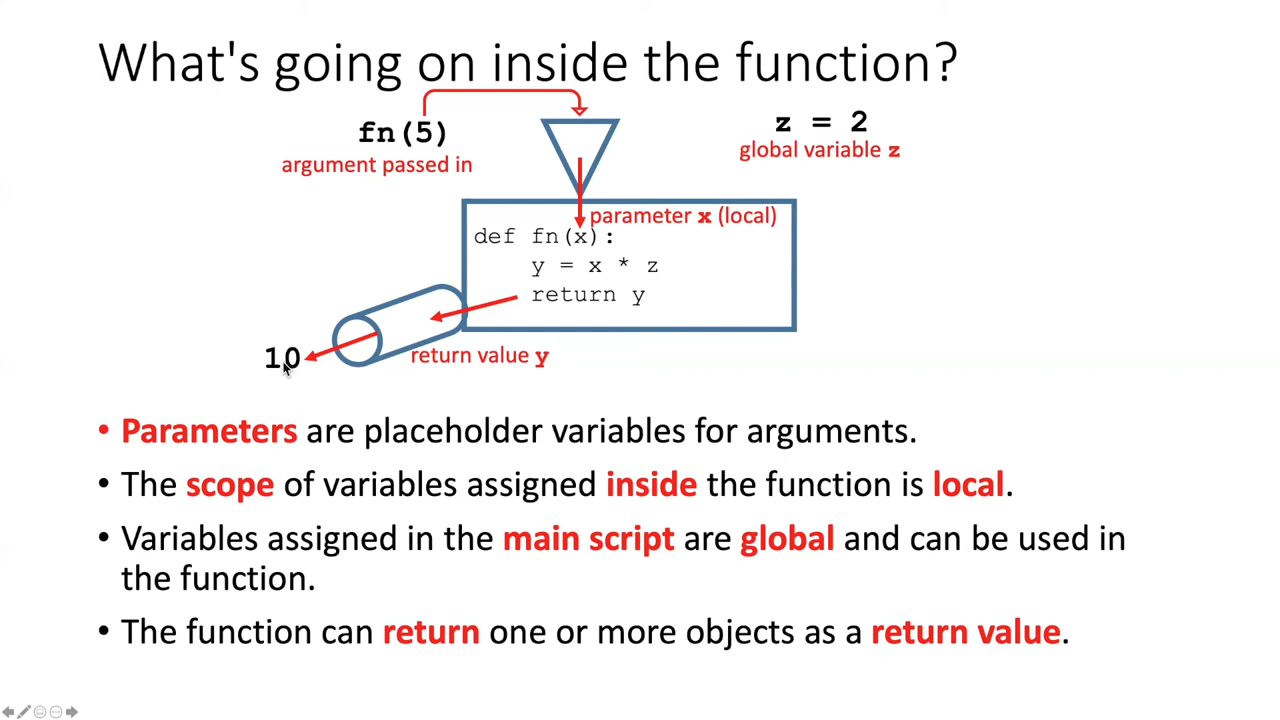 What's going on inside the function?
fn(5)
argument passed in
z = 2
global variable z
parameter x (local)
def fn(x):
y = x * z
return y
10
return value y
• Parameters are placeholder variables for arguments.
• The scope of variables assigned inside the function is local.
• Variables assigned in the main script are global and can be used in
the function.
• The function can return one or more objects as a return value.